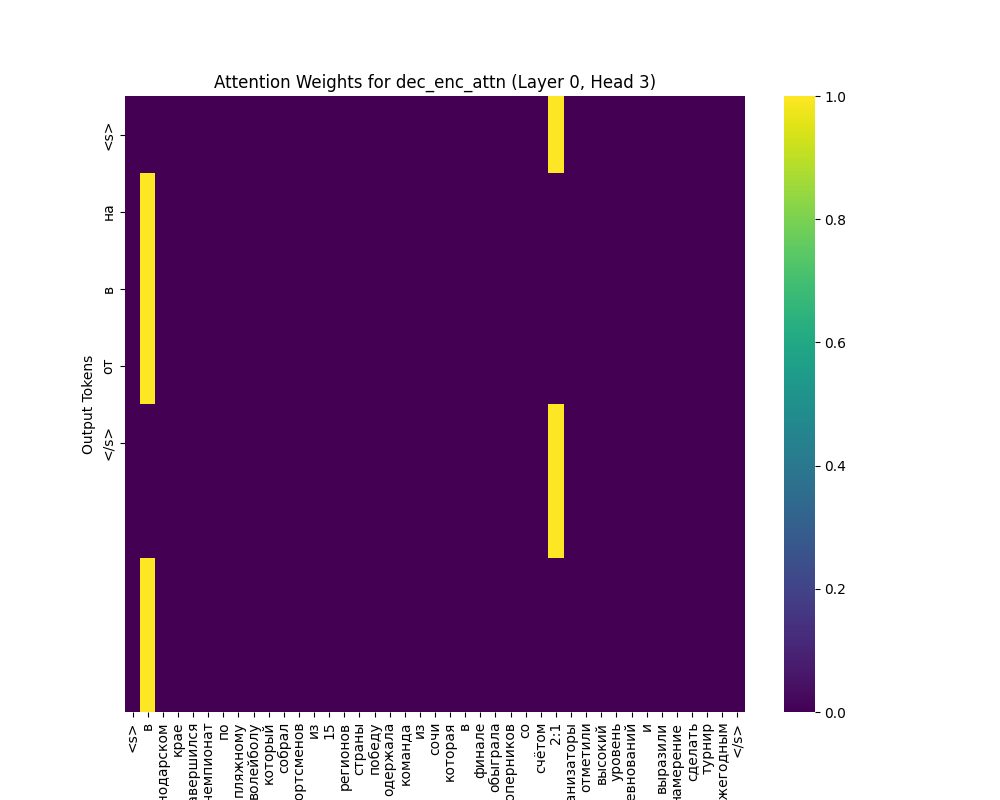 Attention Weights for dec_enc_attn (Layer 0, Head 3)
Output Tokens
<s>
на
в
от
</s>
1.0
0.8
0.6
0.4
0.2
0.0
<s>
в
нодарском
крае
авершился
чемпионат
по
пляжному
волейболу
который
собрал
ортсменов
из
15
регионов
страны
победу
одержала
команда
из
сочи
которая
в
финале
обыграла
оперников
со
счётом
2:1
анизаторы
отметили
высокий
уровень
евнований
и
выразили
намерение
сделать
турнир
жегодным
</s>